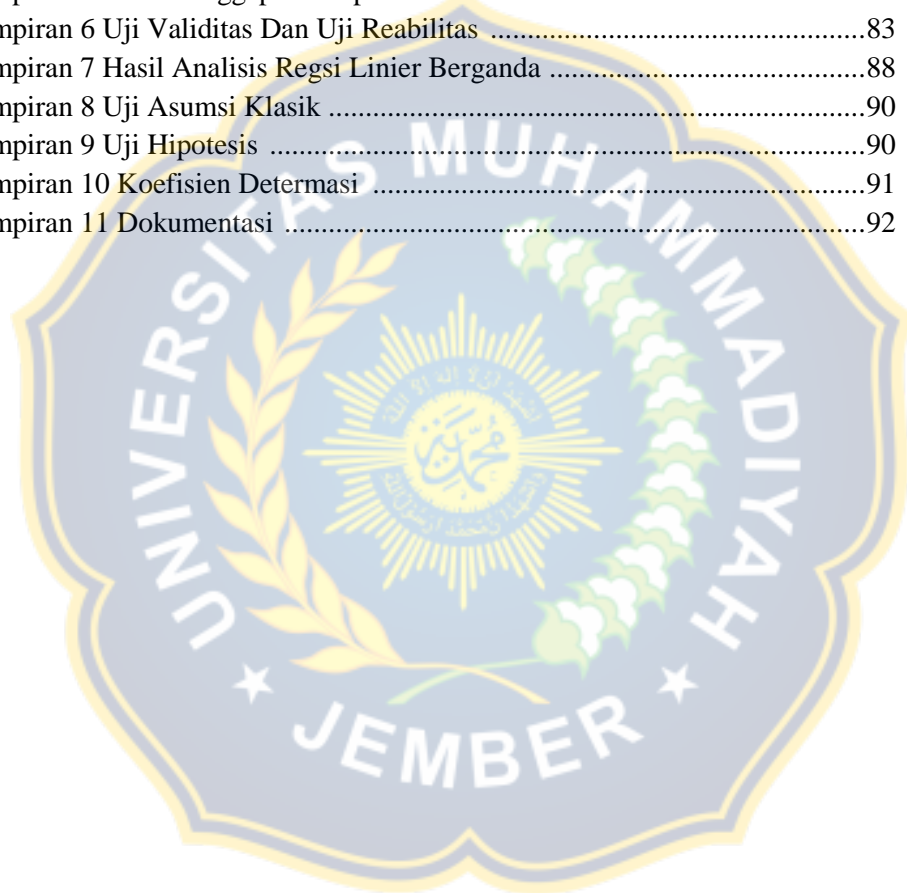 mpiran 6 Uji Validitas Dan Uji Reabilitas ..................................................83
mpiran 7 Hasil Analisis Regsi Linier Berganda ..........................................88
mpiran 8 Uji Asumsi Klasik ........................................................................90
mpiran 9 Uji Hipotesis ................................................................................90
mpiran 10 Koefisien Determasi ..................................................................91
mpiran 11 Dokumentasi ..............................................................................92
UNIVERSITAS MUHAMMADIYAH
JEMBER
محمد